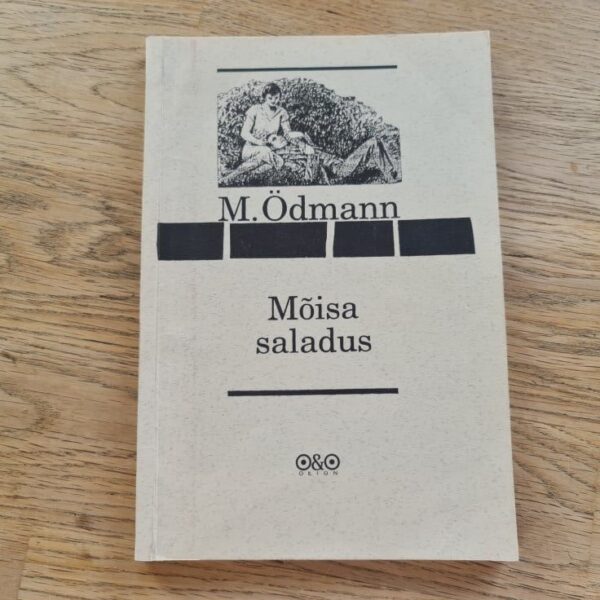 M. Ödmann
Mõisa
saladus
O&O
OLION